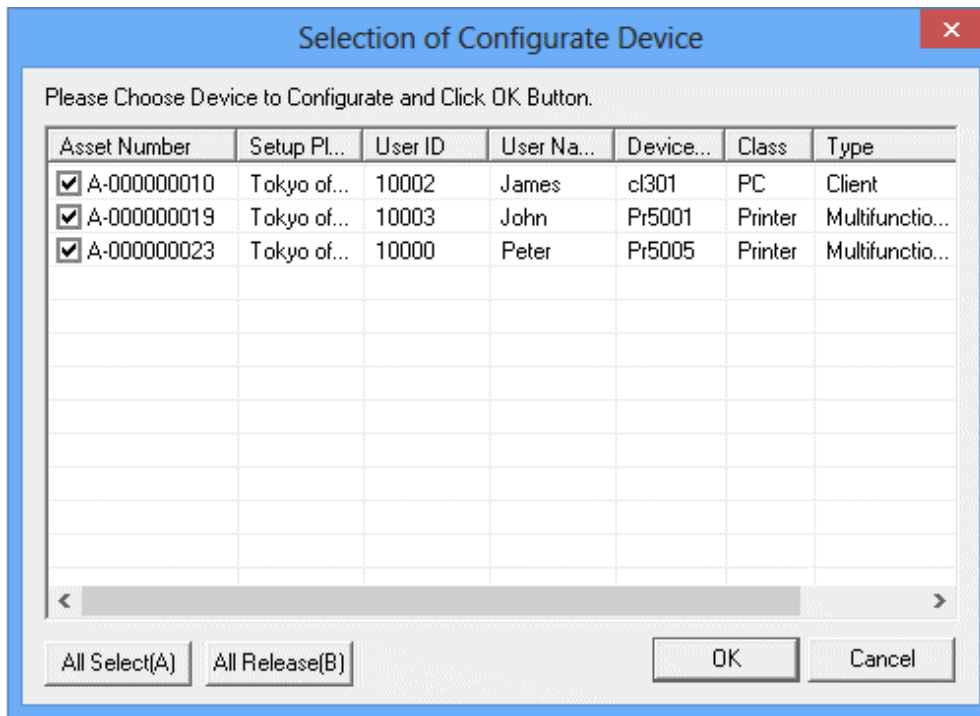 Selection of Configurate Device
Please Choose Device to Configurate and Click OK Button.
Asset Number Setup Pl... User ID User Na... Device... Class Type
A-000000010 Tokyo of... 10002 James cl301 PC Client
A-000000019 Tokyo of... 10003 John Pr5001 Printer Multifunctio...
A-000000023 Tokyo of... 10000 Peter Pr5005 Printer Multifunctio...
All Select(A) All Release(B) OK Cancel